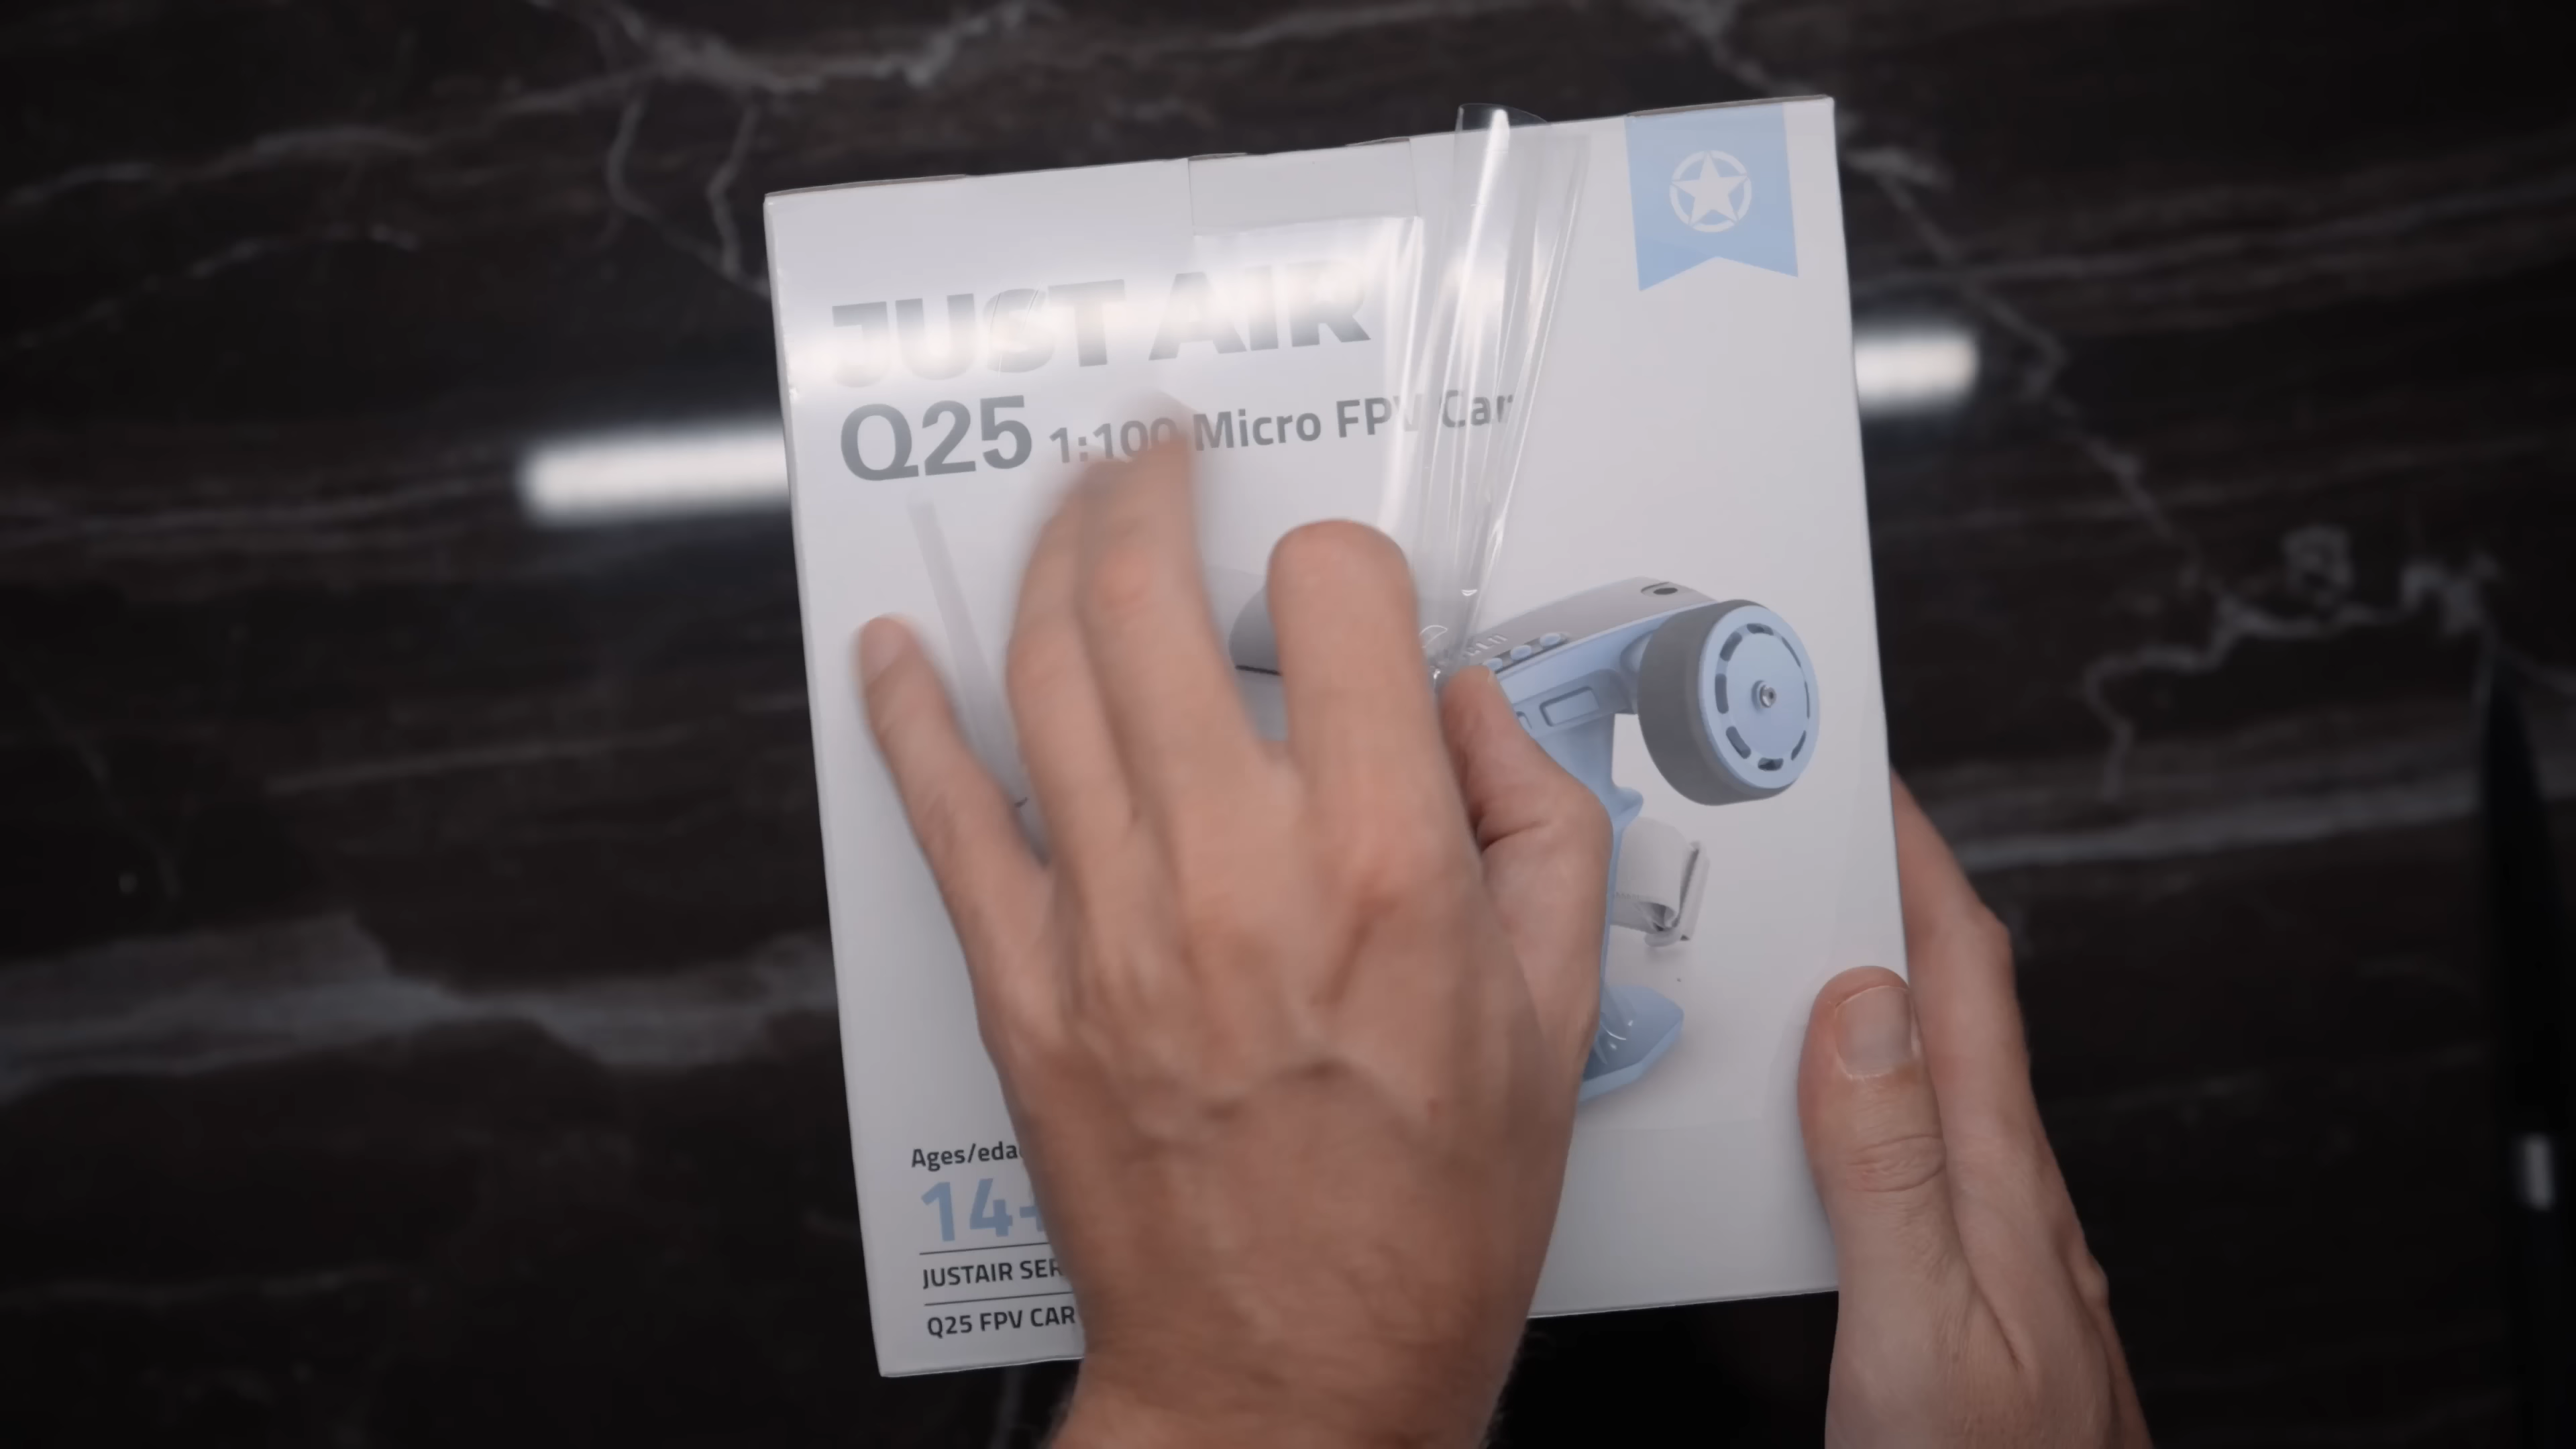 JUST AIR
Q25 1:100 Micro FPV Car
Ages/eda
14+
JUSTAIR SER
Q25 FPV CAR